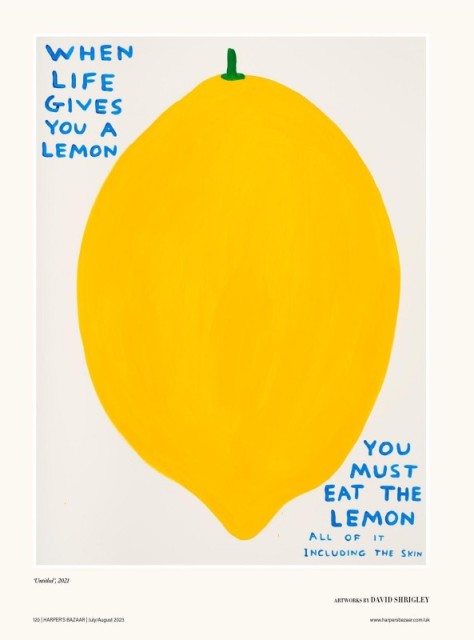 WHEN
LIFE
GIVES
YOU A
LEMON
YOU
MUST
EAT THE
LEMON
ALL OF IT
INCLUDING THE SKIN
'Untitled', 2021
ARTWORKS BY DAVID SHRIGLEY
120 | HARPER'S BAZAAR | July/August 2023
www.harpersbazaar.com/uk